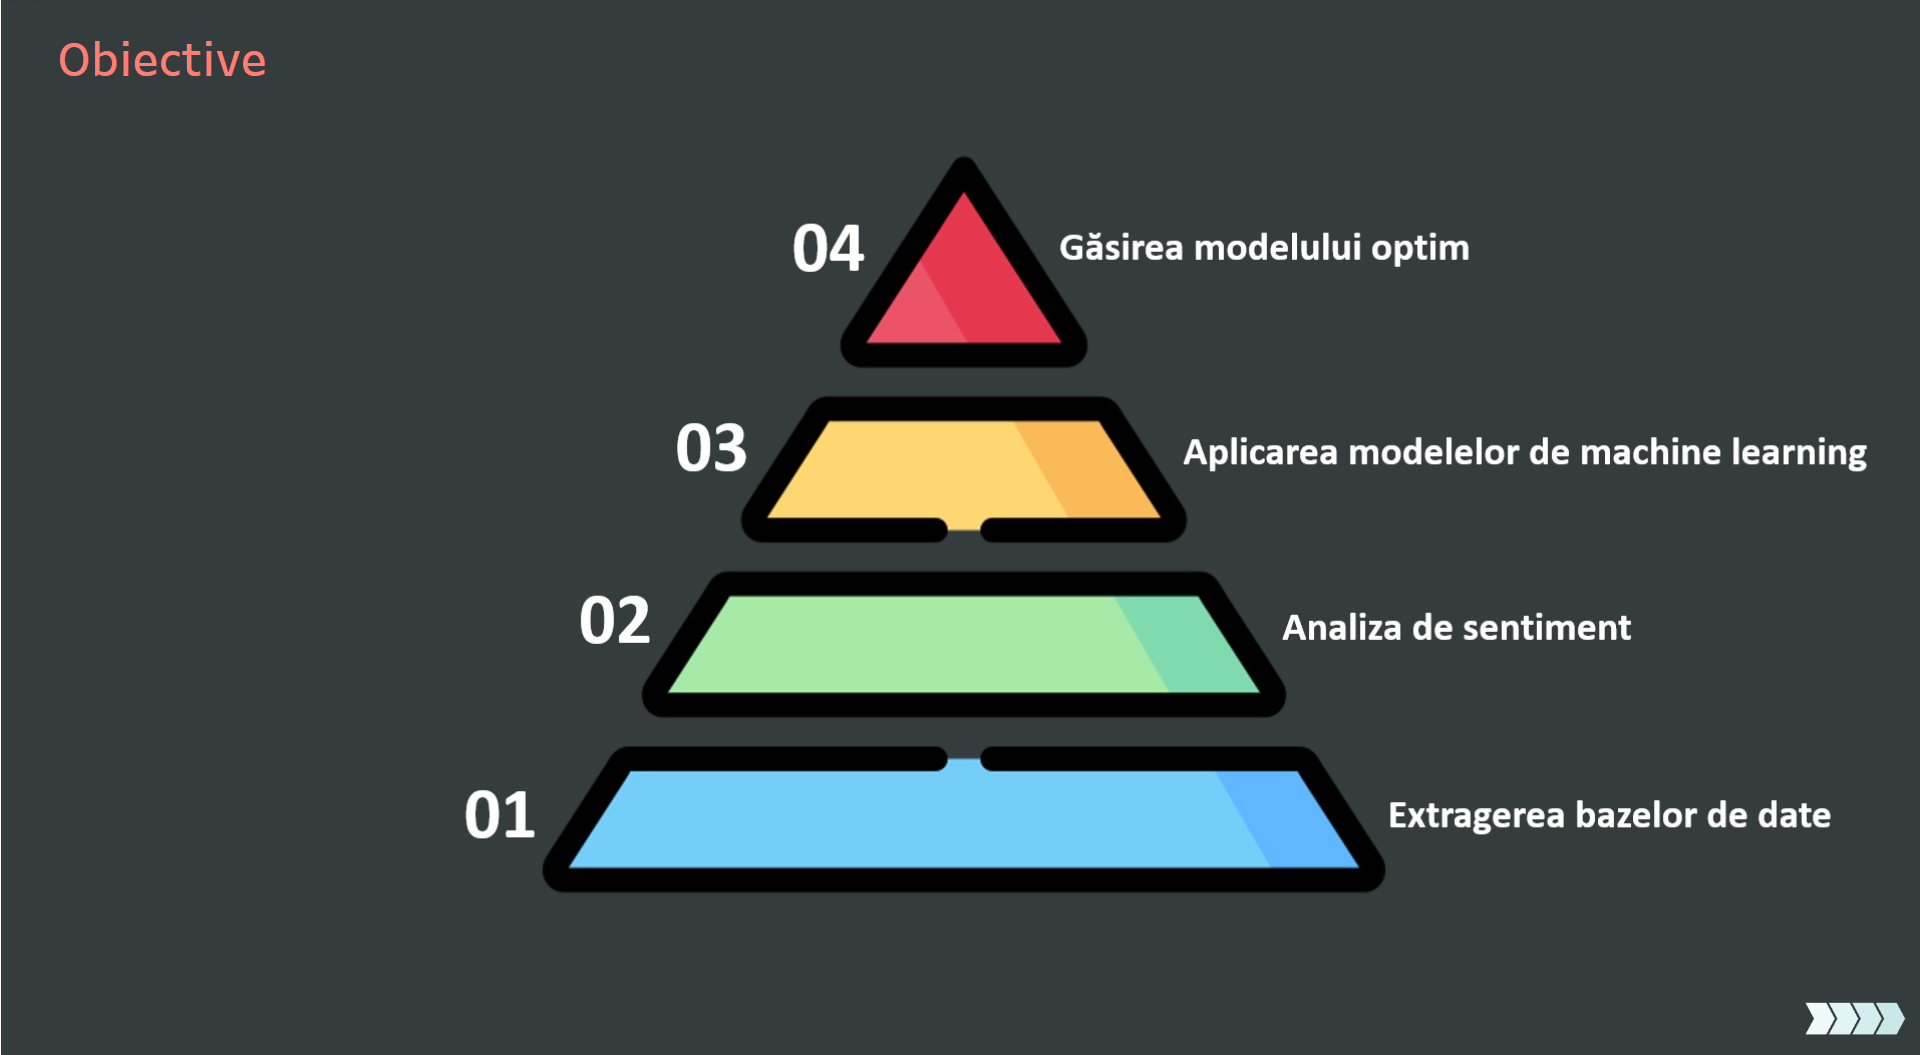 Obiective
04
Găsirea modelului optim
03
Aplicarea modelelor de machine learning
02
Analiza de sentiment
01
Extragerea bazelor de date